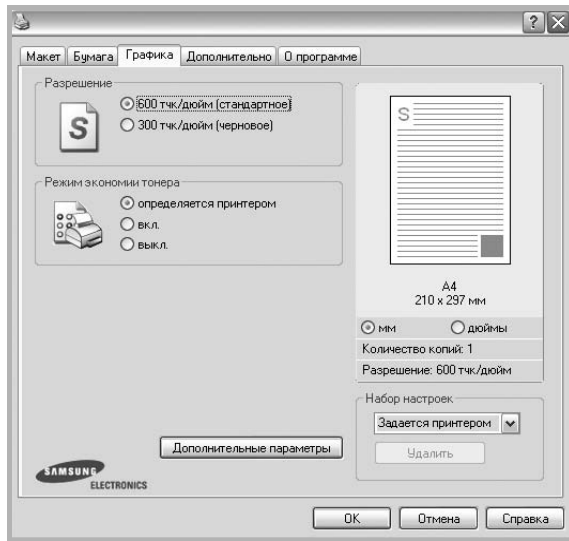 Макет Бумага Графика Дополнительно О программе
Разрешение
S
600 тчк/дюйм (стандартное)
300 тчк/дюйм (черновое)
Режим экономии тонера
определяется принтером
вкл.
выкл.
Дополнительные параметры
SAMSUNG
ELECTRONICS
S
A4
210 x 297 мм
мм дюймы
Количество копий: 1
Разрешение: 600 тчк/дюйм
Набор настроек
Задается принтером
Удалить
OK Отмена Справка